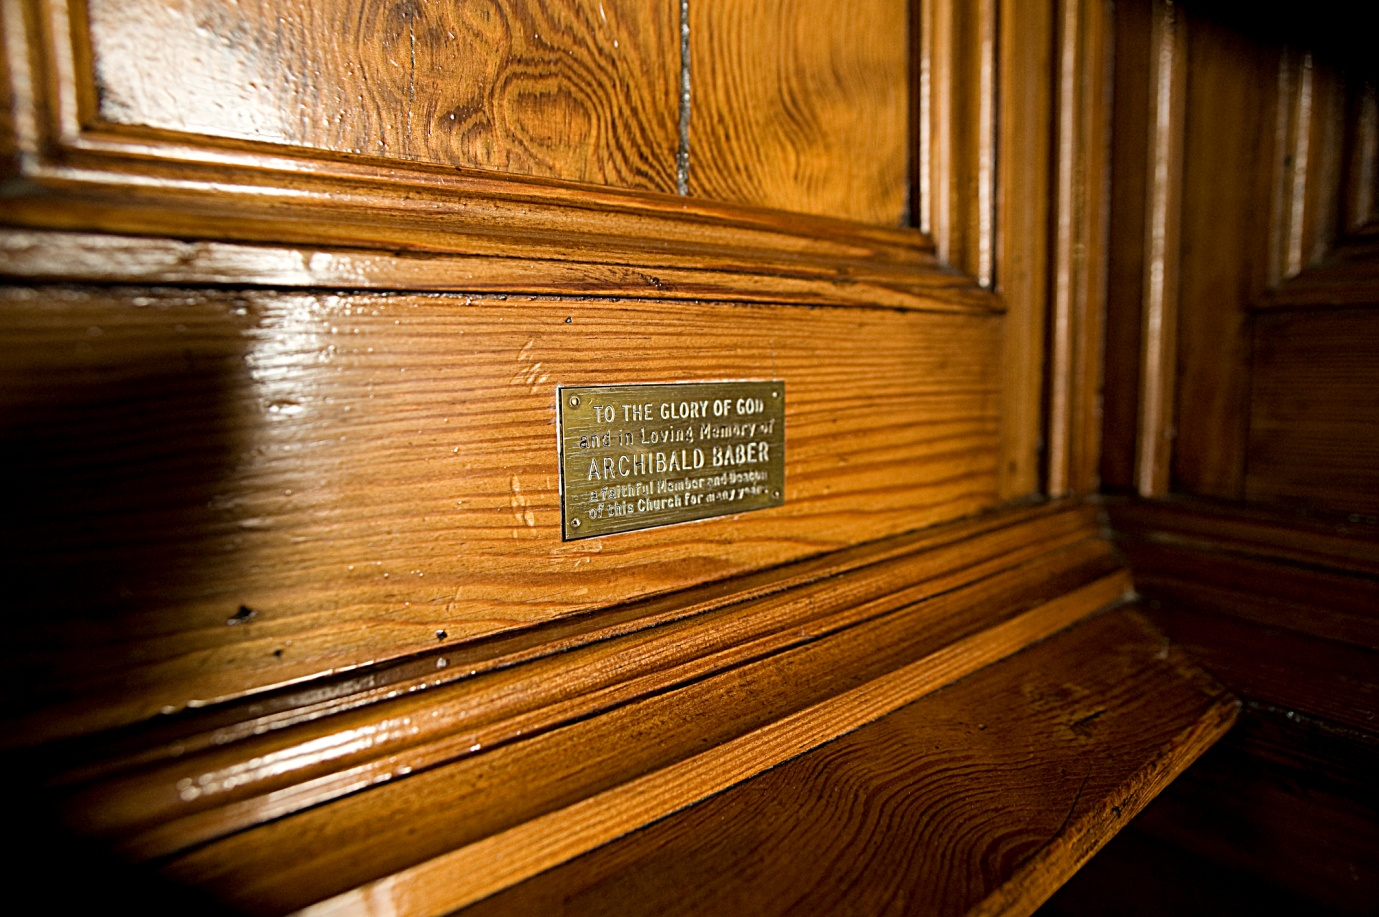 TO THE GLORY OF GOD
and in Loving Memory of
ARCHIBALD BABER
a faithful Member and Deacon
of this Church for many years.